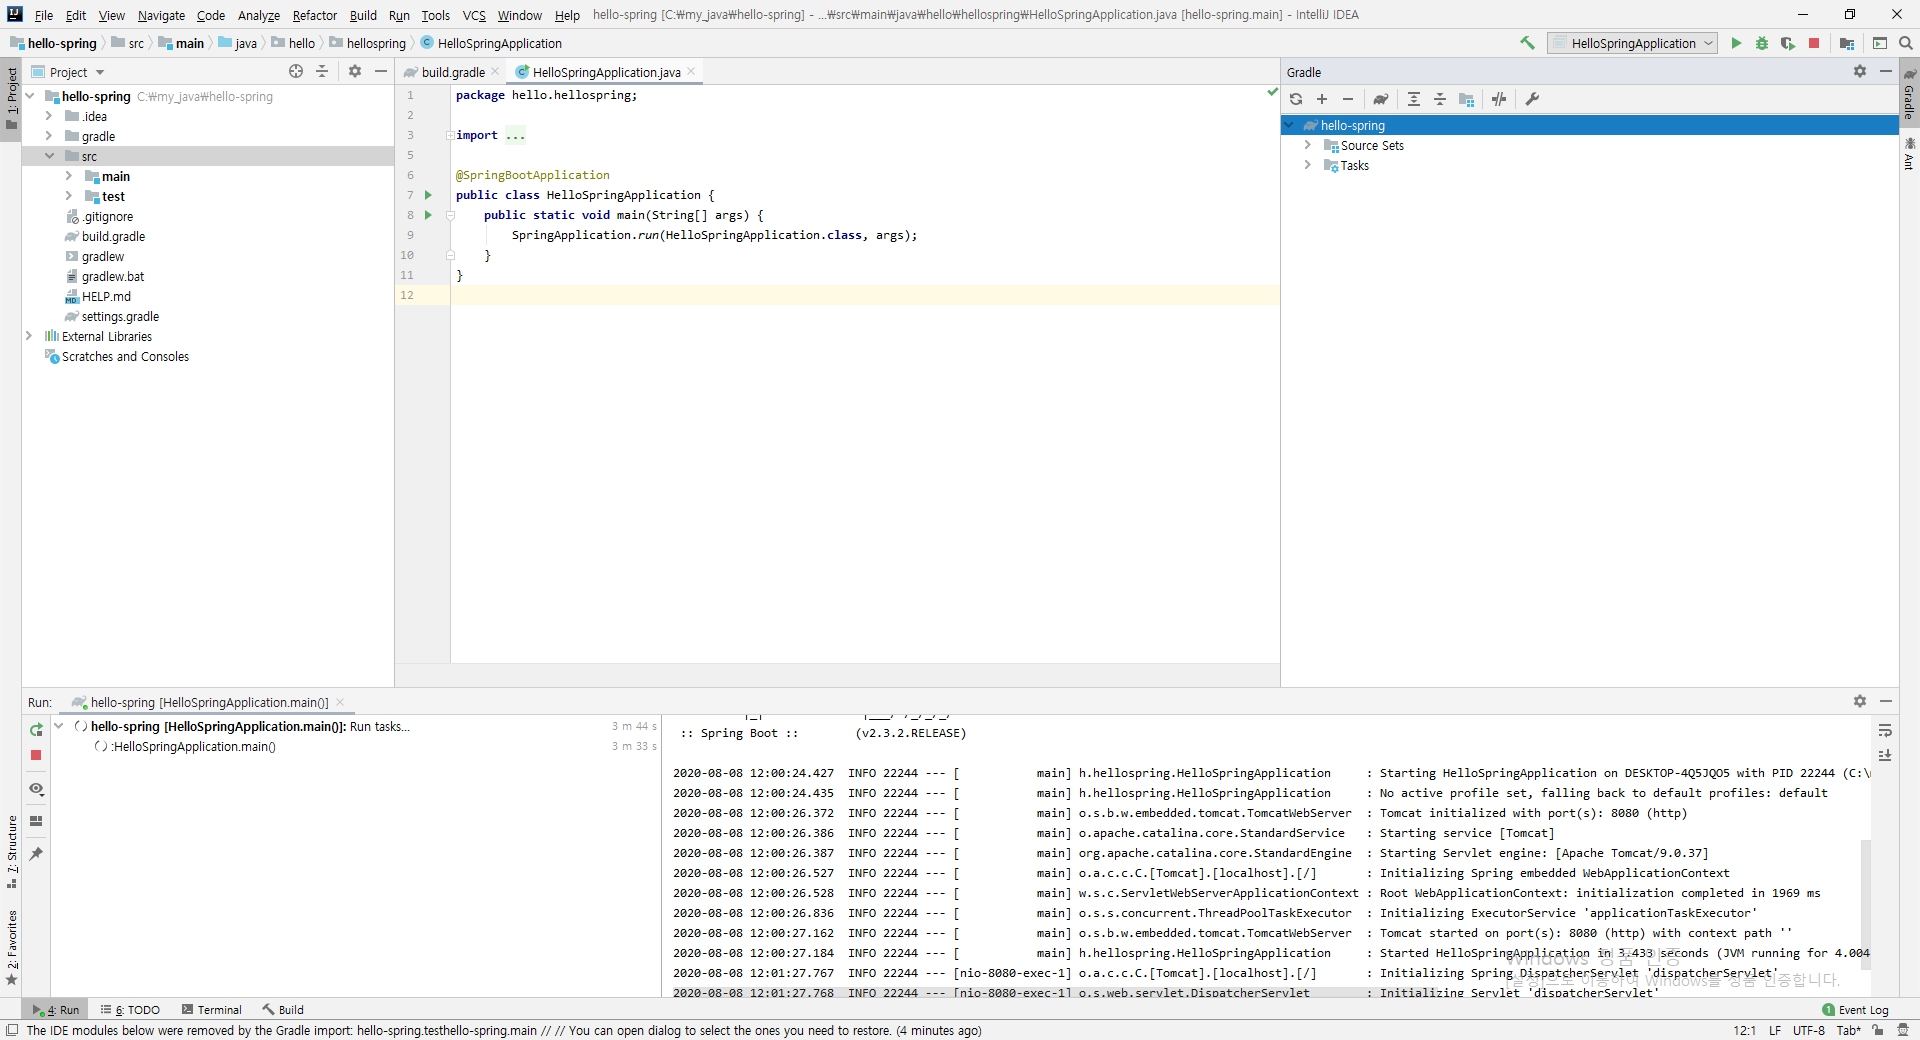 File Edit View Navigate Code Analyze Refactor Build Run Tools VCS Window Help hello-spring [C:₩my_java₩hello-spring] - ...₩src₩main₩java₩hello₩hellospring₩HelloSpringApplication.java [hello-spring.main] - IntelliJ IDEA
hello-spring src main java hello hellospring HelloSpringApplication
HelloSpringApplication
1: Project
Project
hello-spring C:₩my_java₩hello-spring
.idea
gradle
src
main
test
.gitignore
build.gradle
gradlew
gradlew.bat
HELP.md
settings.gradle
External Libraries
Scratches and Consoles
build.gradle HelloSpringApplication.java
1 package hello.hellospring;
2
3 import ...
5
6 @SpringBootApplication
7 public class HelloSpringApplication {
8 public static void main(String[] args) {
9 SpringApplication.run(HelloSpringApplication.class, args);
10 }
11 }
12
Gradle
hello-spring
Source Sets
Tasks
Gradle
Ant
Run: hello-spring [HelloSpringApplication.main()]
hello-spring [HelloSpringApplication.main()]: Run tasks... 3 m 44 s
:HelloSpringApplication.main() 3 m 33 s
7: Structure
2: Favorites
:: Spring Boot :: (v2.3.2.RELEASE)
2020-08-08 12:00:24.427 INFO 22244 --- [ main] h.hellospring.HelloSpringApplication : Starting HelloSpringApplication on DESKTOP-4Q5JQO5 with PID 22244 (C:\
2020-08-08 12:00:24.435 INFO 22244 --- [ main] h.hellospring.HelloSpringApplication : No active profile set, falling back to default profiles: default
2020-08-08 12:00:26.372 INFO 22244 --- [ main] o.s.b.w.embedded.tomcat.TomcatWebServer : Tomcat initialized with port(s): 8080 (http)
2020-08-08 12:00:26.386 INFO 22244 --- [ main] o.apache.catalina.core.StandardService : Starting service [Tomcat]
2020-08-08 12:00:26.387 INFO 22244 --- [ main] org.apache.catalina.core.StandardEngine : Starting Servlet engine: [Apache Tomcat/9.0.37]
2020-08-08 12:00:26.527 INFO 22244 --- [ main] o.a.c.c.C.[Tomcat].[localhost].[/] : Initializing Spring embedded WebApplicationContext
2020-08-08 12:00:26.528 INFO 22244 --- [ main] w.s.c.ServletWebServerApplicationContext : Root WebApplicationContext: initialization completed in 1969 ms
2020-08-08 12:00:26.836 INFO 22244 --- [ main] o.s.s.concurrent.ThreadPoolTaskExecutor : Initializing ExecutorService 'applicationTaskExecutor'
2020-08-08 12:00:27.162 INFO 22244 --- [ main] o.s.b.w.embedded.tomcat.TomcatWebServer : Tomcat started on port(s): 8080 (http) with context path ''
2020-08-08 12:00:27.184 INFO 22244 --- [ main] h.hellospring.HelloSpringApplication : Started HelloSpringApplication in 3.433 seconds (JVM running for 4.004
2020-08-08 12:01:27.767 INFO 22244 --- [nio-8080-exec-1] o.a.c.c.C.[Tomcat].[localhost].[/] : Initializing Spring DispatcherServlet 'dispatcherServlet'
2020-08-08 12:01:27.768 INFO 22244 --- [nio-8080-exec-1] o.s.web.servlet.DispatcherServlet : Initializing Servlet 'dispatcherServlet'
Windows 정품 인증
[설정]으로 이동하여 Windows를 정품 인증합니다.
4: Run 6: TODO Terminal Build 1 Event Log
The IDE modules below were removed by the Gradle import: hello-spring.testhello-spring.main // // You can open dialog to select the ones you need to restore. (4 minutes ago) 12:1 LF UTF-8 Tab*